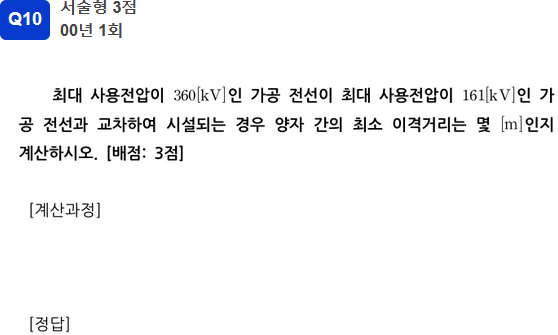 Q10
서술형 3점
00년 1회
최대 사용전압이 360[kV]인 가공 전선이 최대 사용전압이 161[kV]인 가
공 전선과 교차하여 시설되는 경우 양자 간의 최소 이격거리는 몇 [m]인지
계산하시오. [배점: 3점]
[계산과정]
[정답]